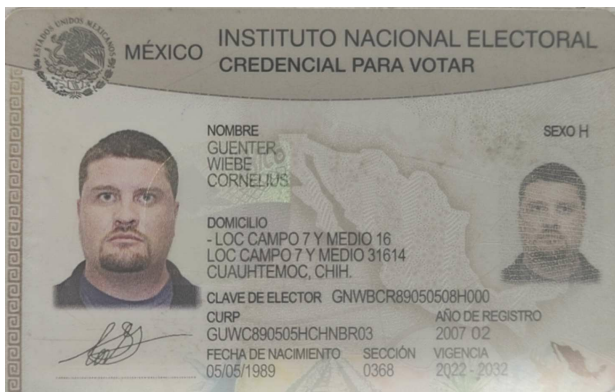 ESTADOS UNIDOS MEXICANOS
MÉXICO INSTITUTO NACIONAL ELECTORAL
CREDENCIAL PARA VOTAR
NOMBRE SEXO H
GUENTER
WIEBE
CORNELIUS
DOMICILIO
- LOC CAMPO 7 Y MEDIO 16
LOC CAMPO 7 Y MEDIO 31614
CUAUHTEMOC, CHIH.
CLAVE DE ELECTOR GNWBCR89050508H000
CURP AÑO DE REGISTRO
GUWC890505HCHNBR03 2007 02
FECHA DE NACIMIENTO SECCIÓN VIGENCIA
05/05/1989 0368 2022 - 2032